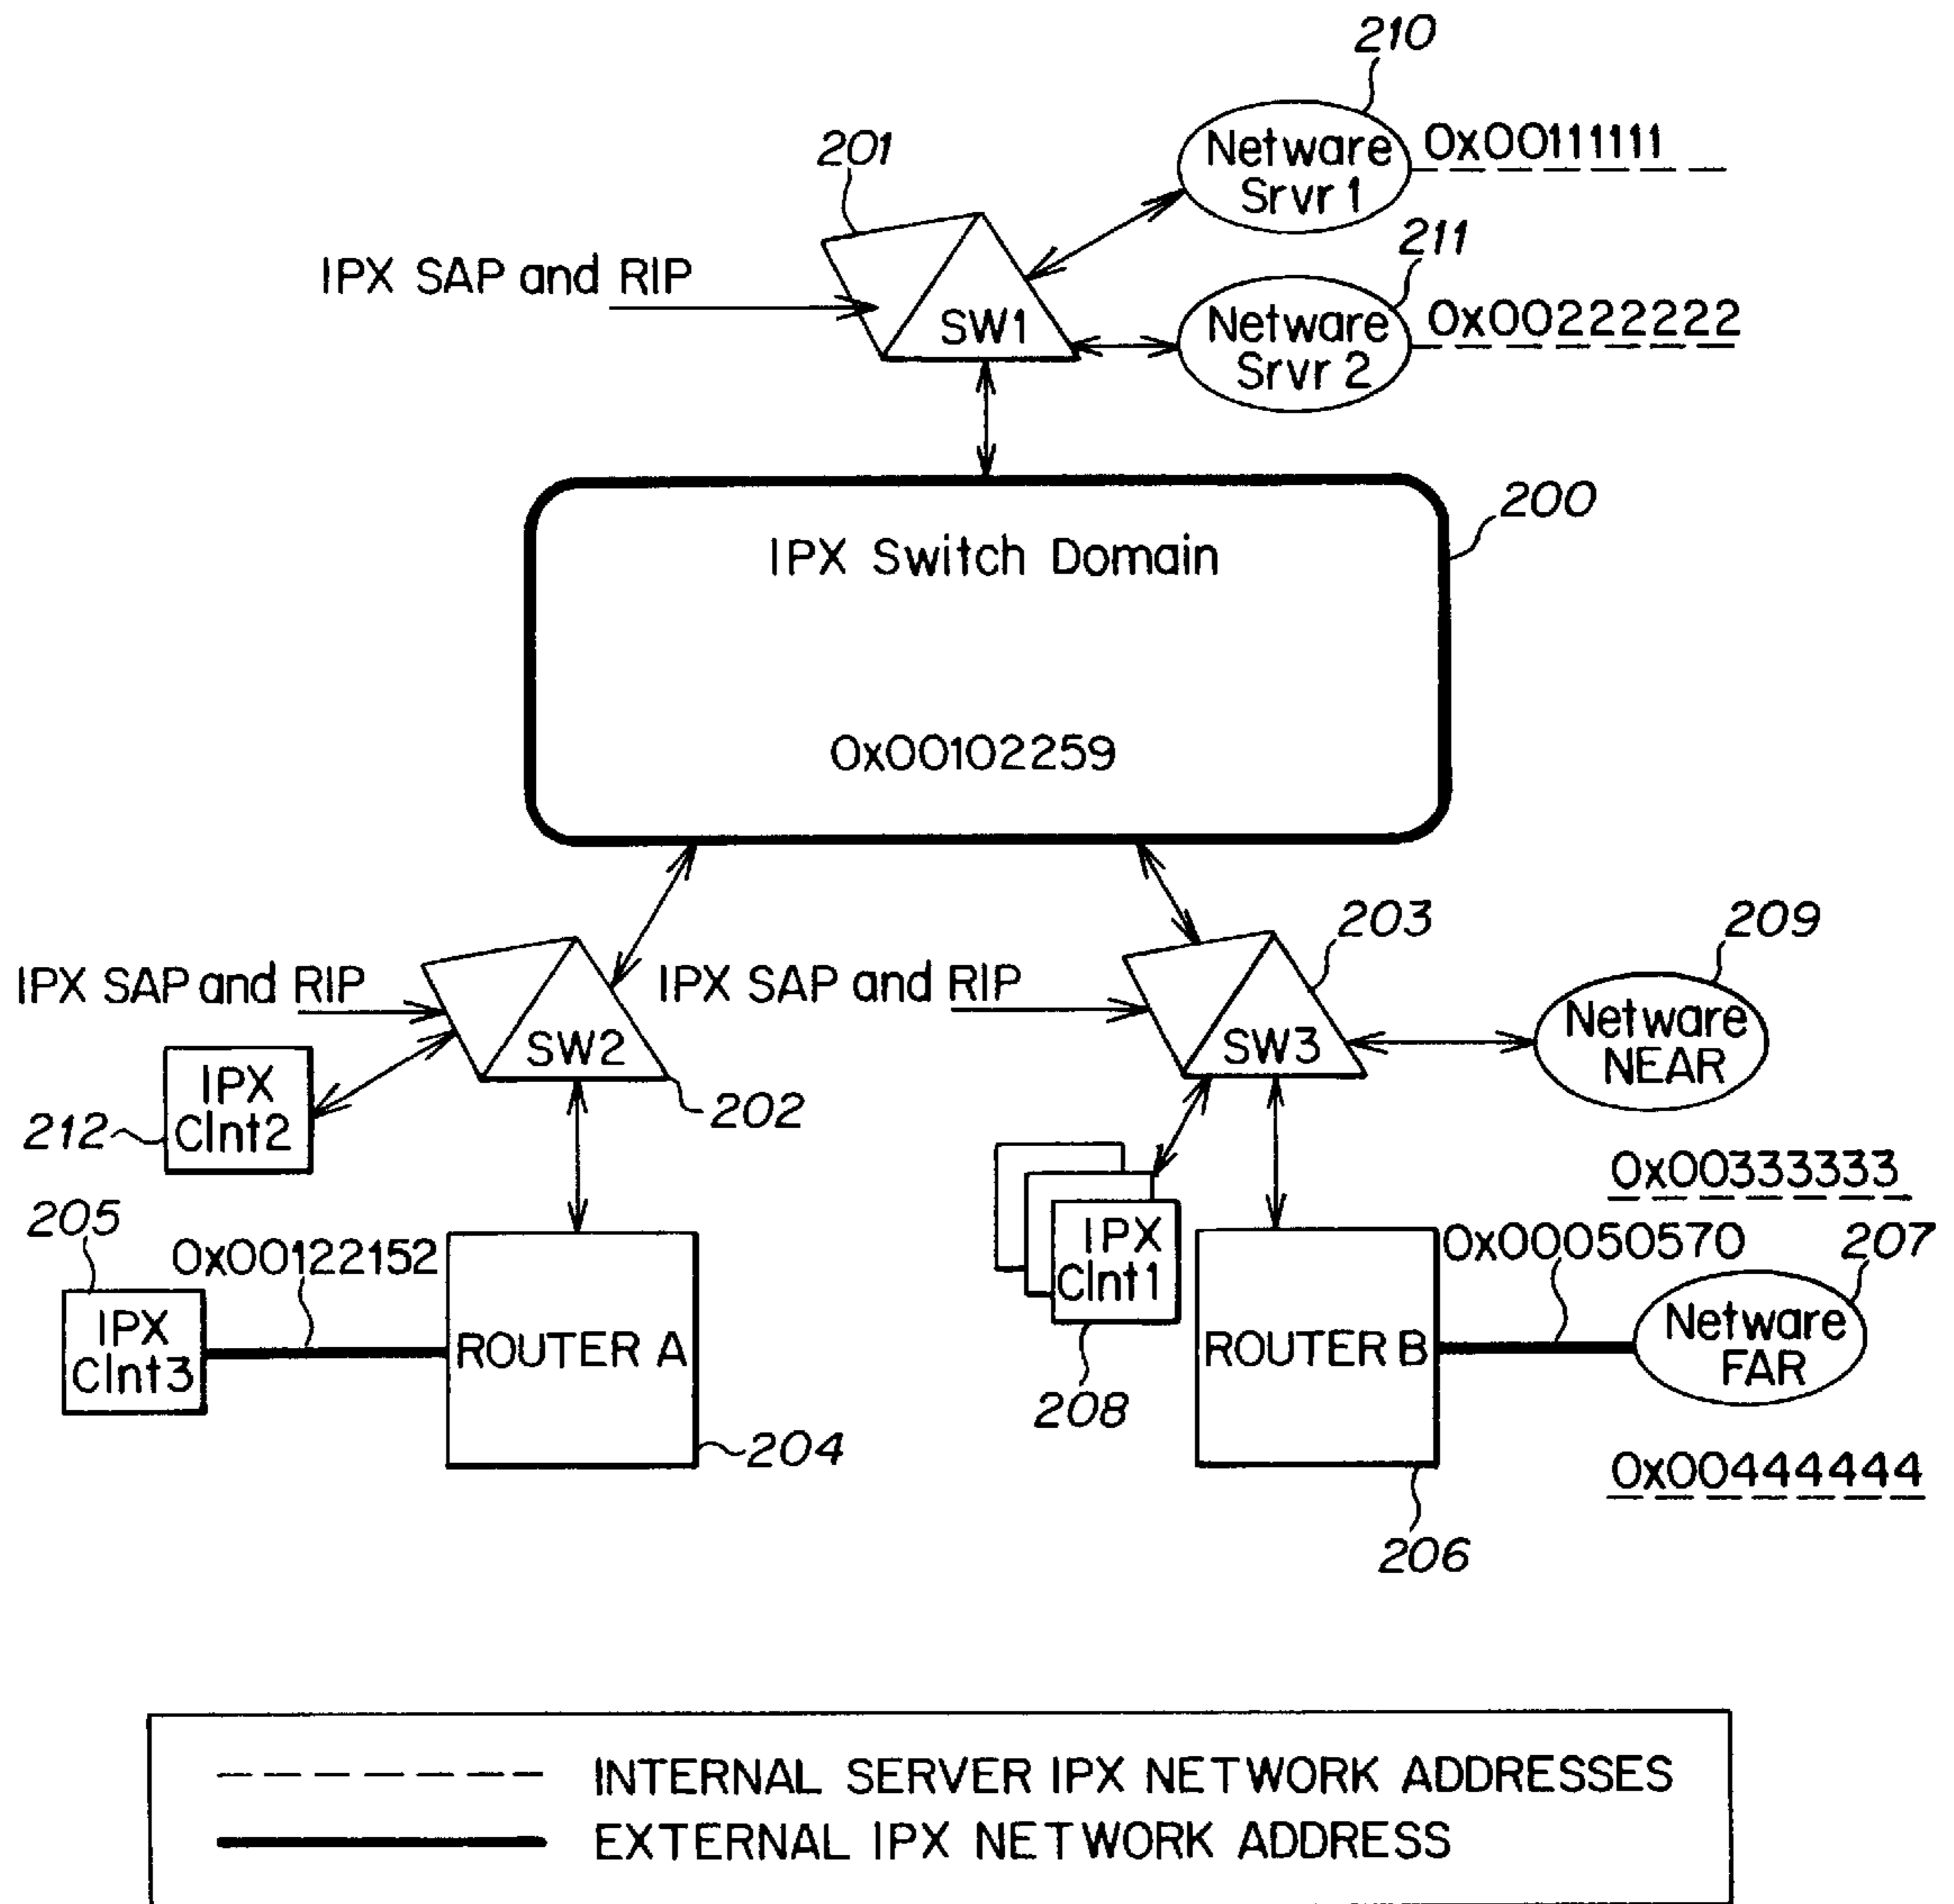 210
201
Netware
Srvr 1
0x00111111
211
IPX SAP and RIP
SW1
Netware
Srvr 2
0x00222222
200
IPX Switch Domain
0x00102259
203
209
IPX SAP and RIP
SW2
IPX SAP and RIP
SW3
Netware
NEAR
212
IPX
Clnt2
202
0x00333333
205
0x00122152
IPX
Clnt1
0x00050570
207
IPX
Clnt3
ROUTER A
ROUTER B
Netware
FAR
208
204
0x00444444
206
INTERNAL SERVER IPX NETWORK ADDRESSES
EXTERNAL IPX NETWORK ADDRESS